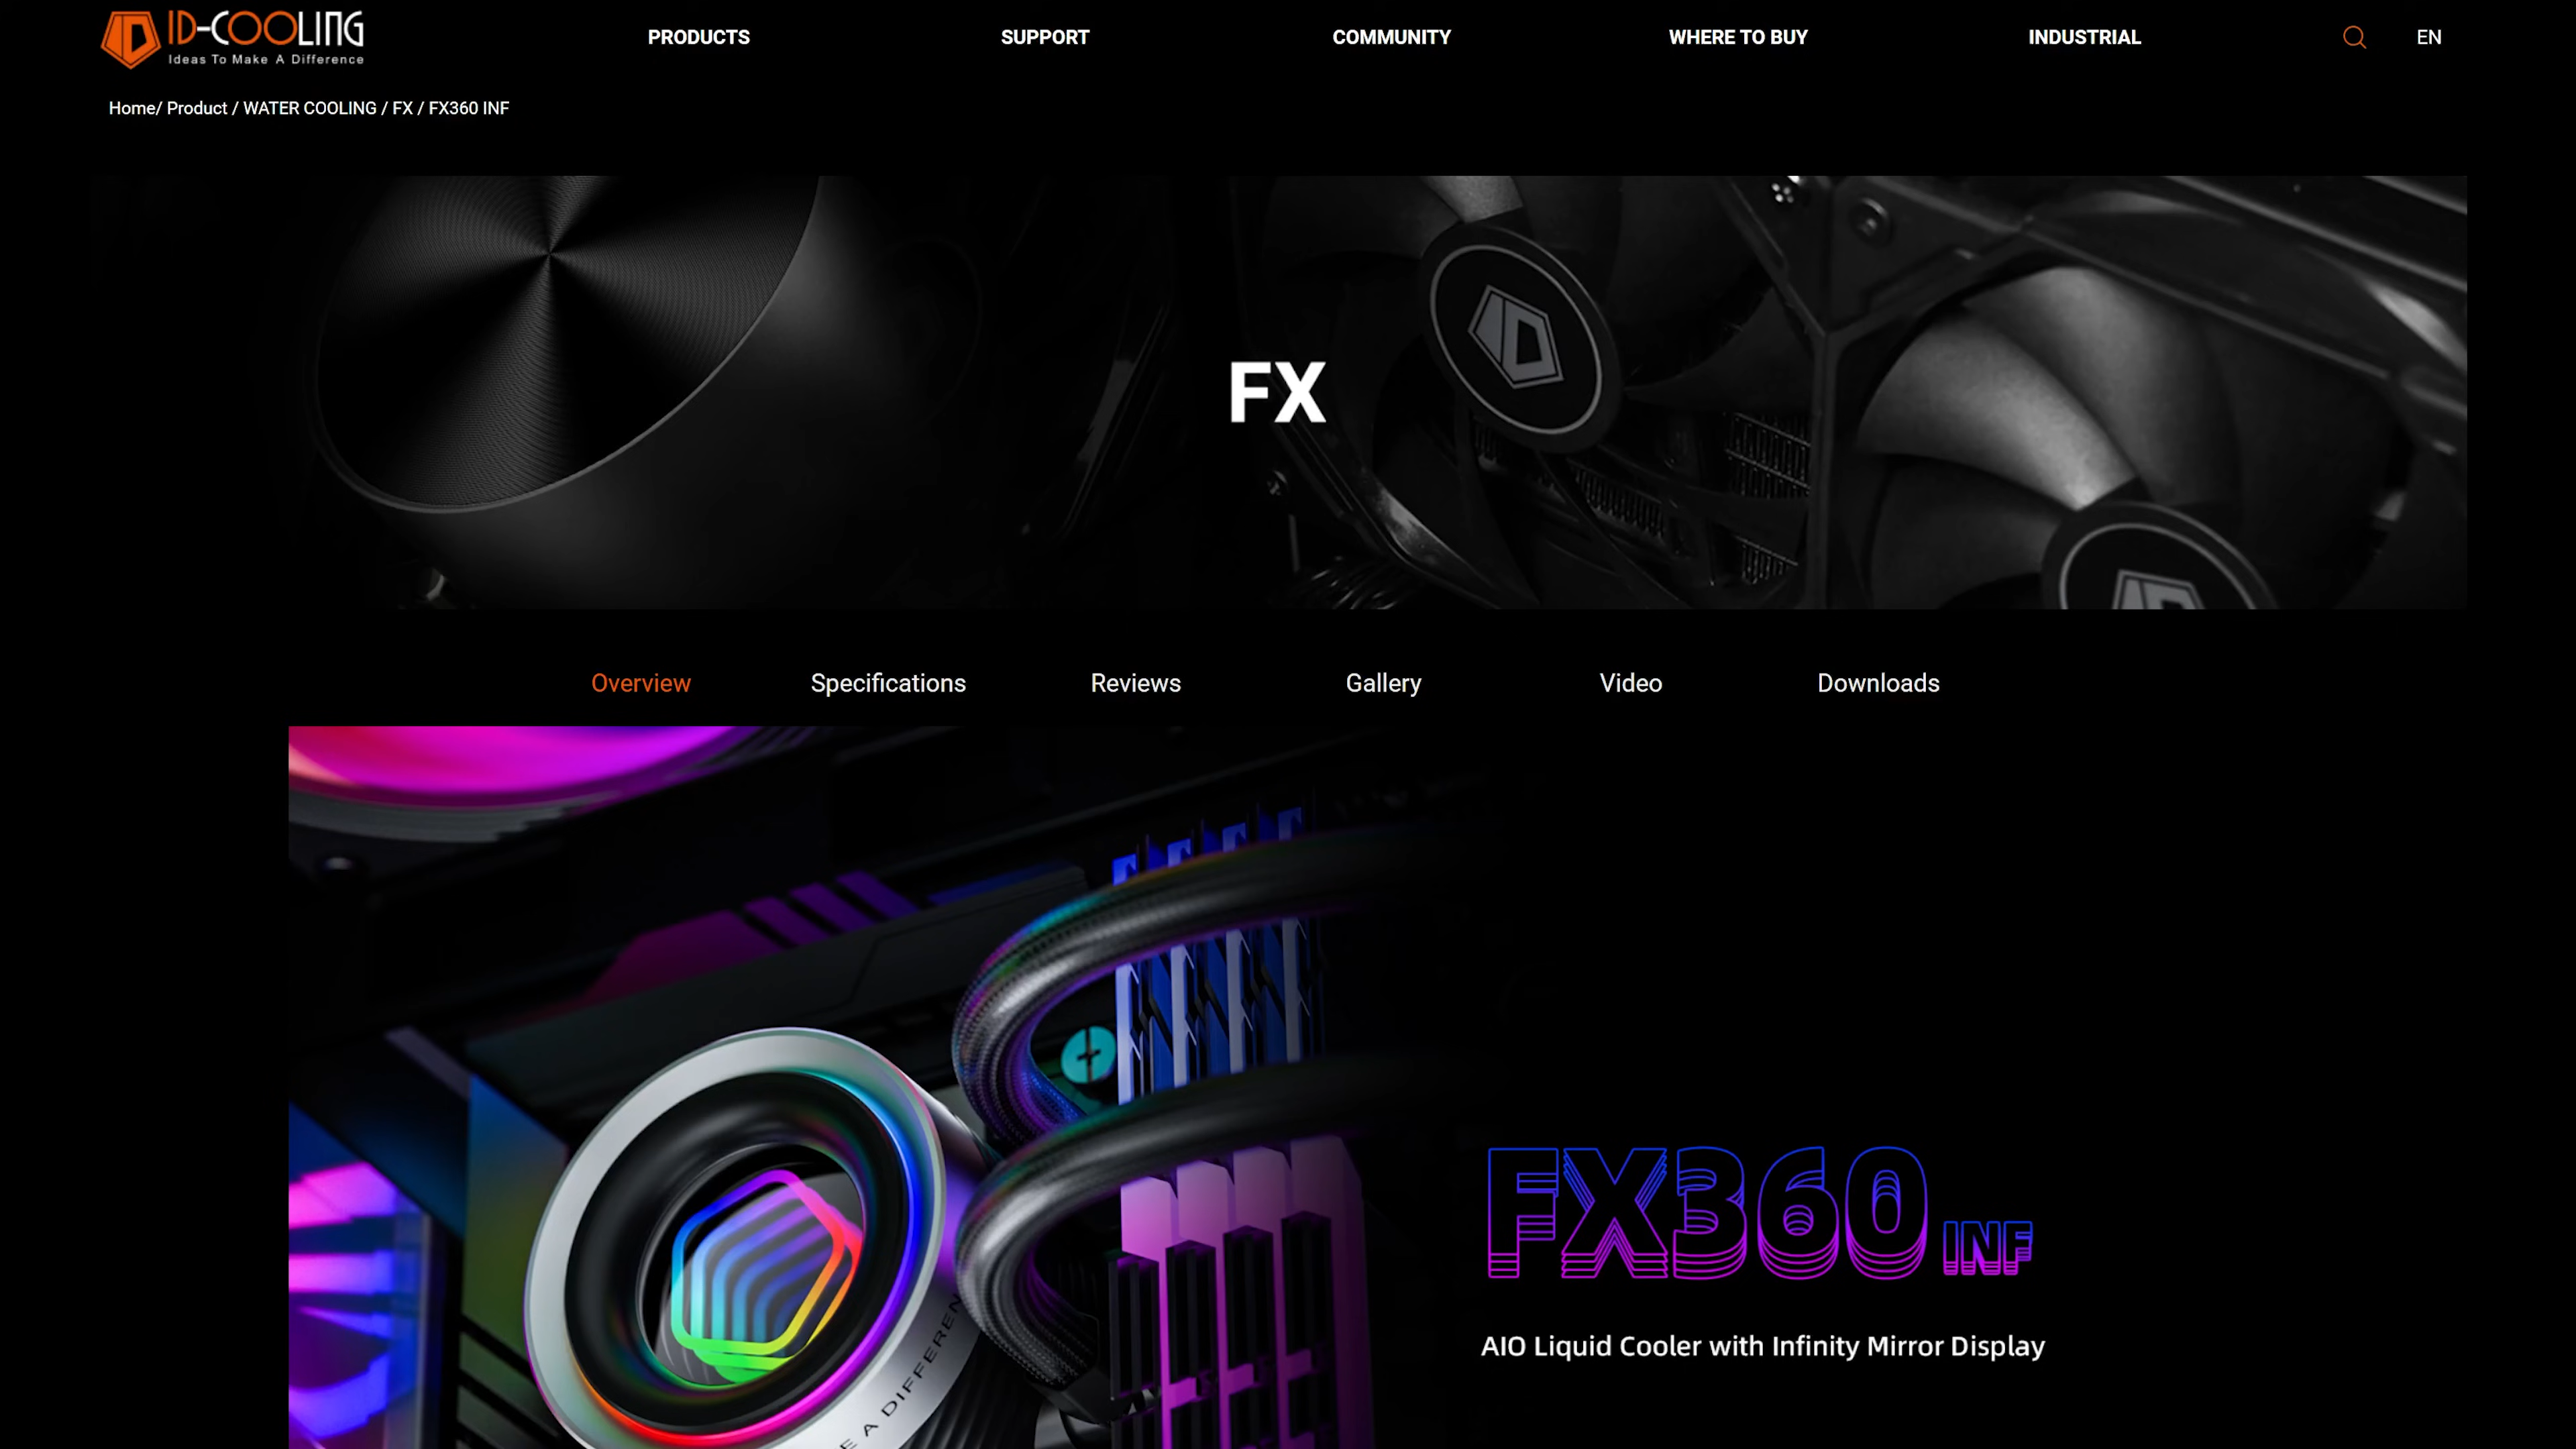 ID-COOLING
Ideas To Make A Difference
PRODUCTS
SUPPORT
COMMUNITY
WHERE TO BUY
INDUSTRIAL
EN
Home/ Product / WATER COOLING / FX / FX360 INF
FX
Overview
Specifications
Reviews
Gallery
Video
Downloads
E A DIFFEREN
FX360 INF
AIO Liquid Cooler with Infinity Mirror Display